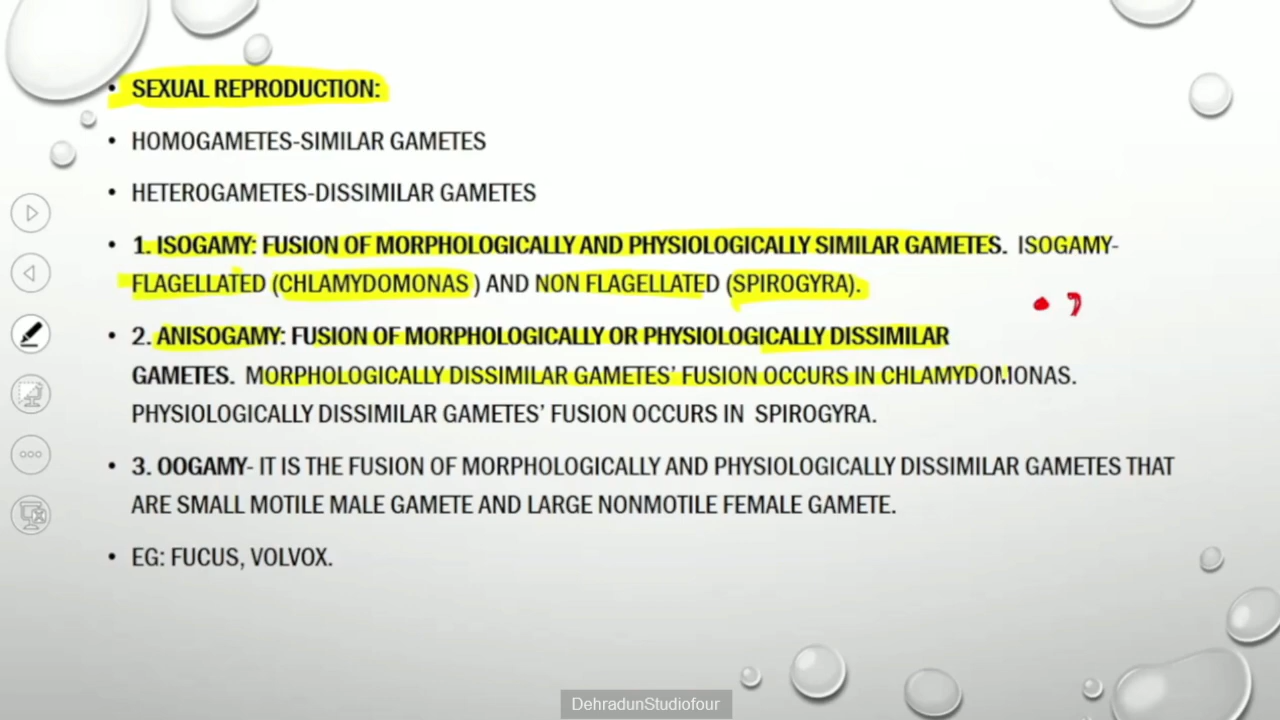 • SEXUAL REPRODUCTION:
• HOMOGAMETES-SIMILAR GAMETES
• HETEROGAMETES-DISSIMILAR GAMETES
• 1. ISOGAMY: FUSION OF MORPHOLOGICALLY AND PHYSIOLOGICALLY SIMILAR GAMETES. ISOGAMY-
FLAGELLATED (CHLAMYDOMONAS ) AND NON FLAGELLATED (SPIROGYRA).
• 2. ANISOGAMY: FUSION OF MORPHOLOGICALLY OR PHYSIOLOGICALLY DISSIMILAR
GAMETES. MORPHOLOGICALLY DISSIMILAR GAMETES' FUSION OCCURS IN CHLAMYDOMONAS.
PHYSIOLOGICALLY DISSIMILAR GAMETES' FUSION OCCURS IN SPIROGYRA.
• 3. OOGAMY- IT IS THE FUSION OF MORPHOLOGICALLY AND PHYSIOLOGICALLY DISSIMILAR GAMETES THAT
ARE SMALL MOTILE MALE GAMETE AND LARGE NONMOTILE FEMALE GAMETE.
• EG: FUCUS, VOLVOX.
DehradunStudiofour